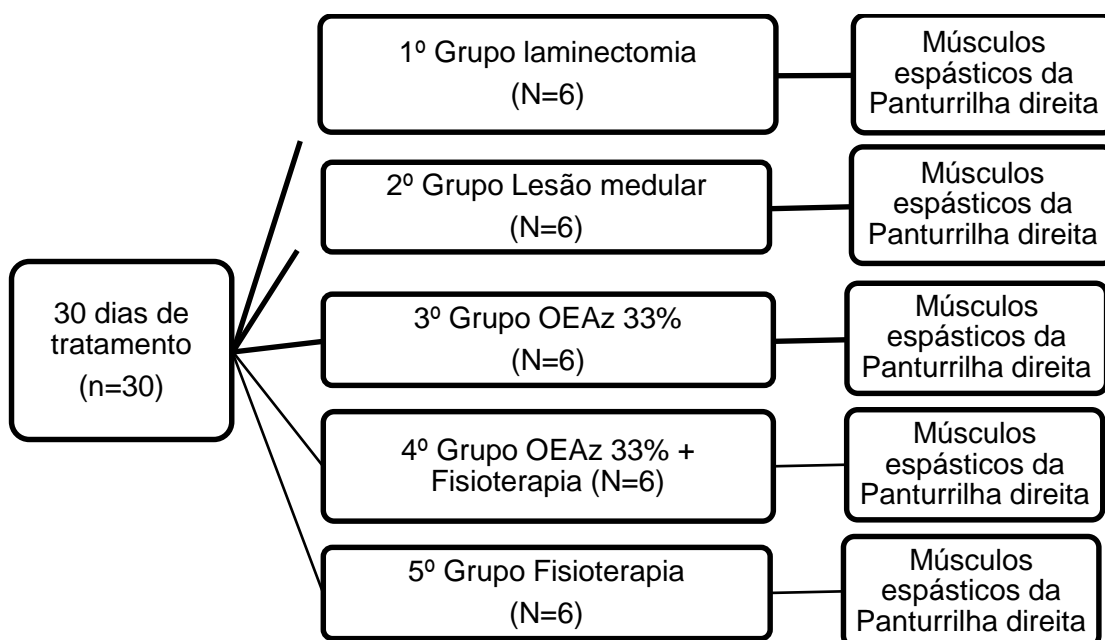 30 dias de
tratamento
(n=30)
1º Grupo laminectomia
(N=6)
Músculos
espásticos da
Panturrilha direita
2º Grupo Lesão medular
(N=6)
Músculos
espásticos da
Panturrilha direita
3º Grupo OEAz 33%
(N=6)
Músculos
espásticos da
Panturrilha direita
4º Grupo OEAz 33% +
Fisioterapia (N=6)
Músculos
espásticos da
Panturrilha direita
5º Grupo Fisioterapia
(N=6)
Músculos
espásticos da
Panturrilha direita